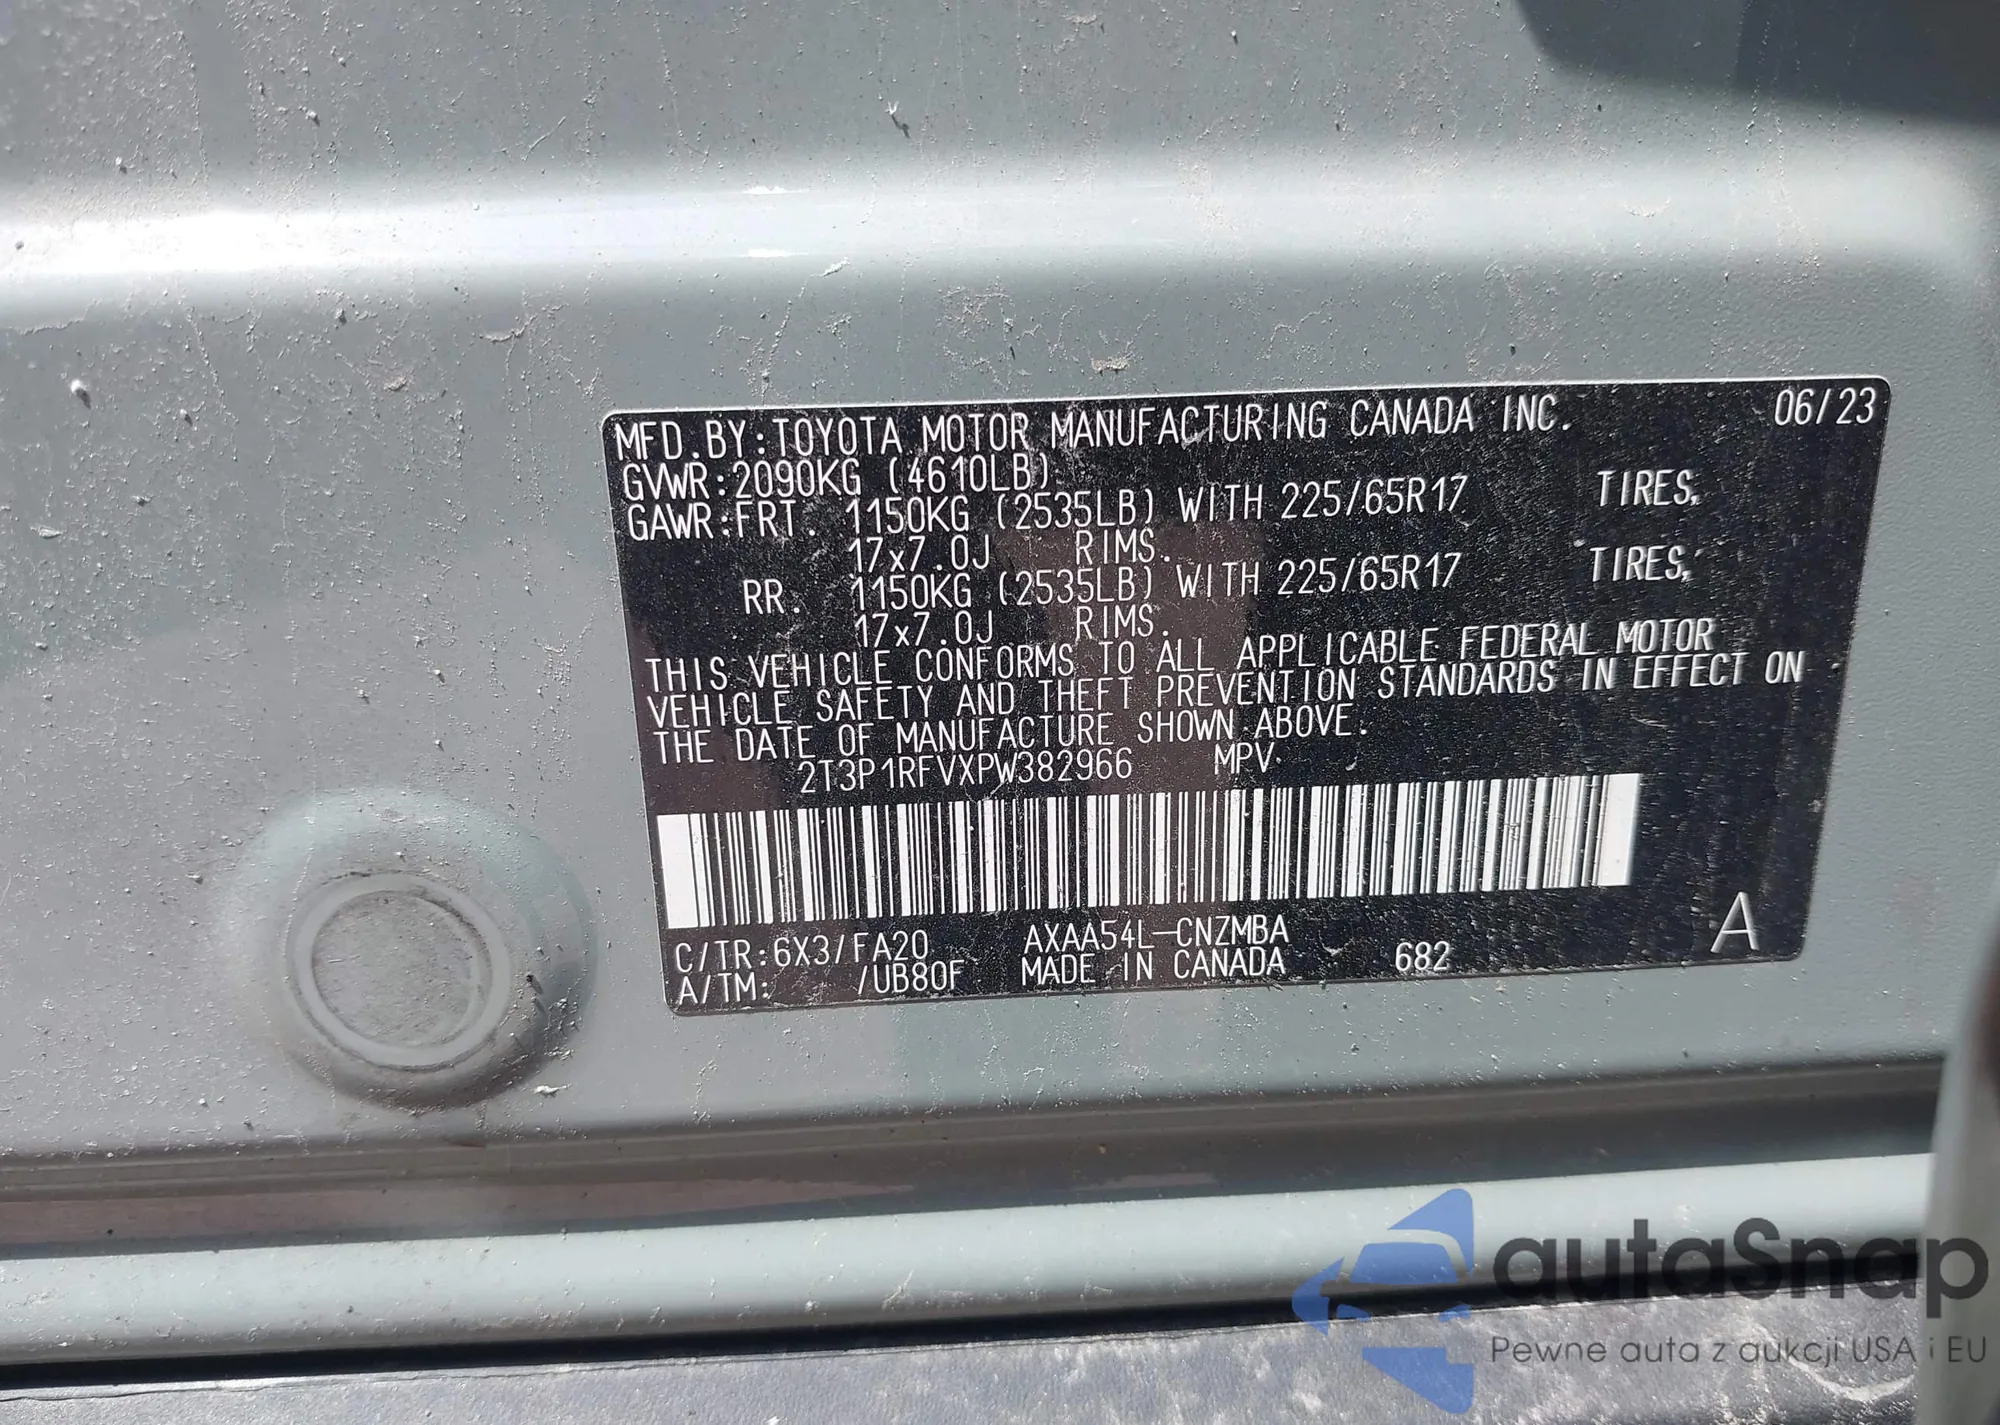 MFD.BY:TOYOTA MOTOR MANUFACTURING CANADA INC. 06/23
GVWR:2090KG (4610LB)
GAWR:FRT. 1150KG (2535LB) WITH 225/65R17 TIRES,
17x7.0J RIMS.
RR. 1150KG (2535LB) WITH 225/65R17 TIRES,
17x7.0J RIMS.
THIS VEHICLE CONFORMS TO ALL APPLICABLE FEDERAL MOTOR
VEHICLE SAFETY AND THEFT PREVENTION STANDARDS IN EFFECT ON
THE DATE OF MANUFACTURE SHOWN ABOVE.
2T3P1RFVXPW382966 MPV
C/TR:6X3/FA20 AXAA54L-CNZMBA
A/TM: /UB80F MADE IN CANADA 682 A
autaSnap
Pewne auta z aukcji USA i EU